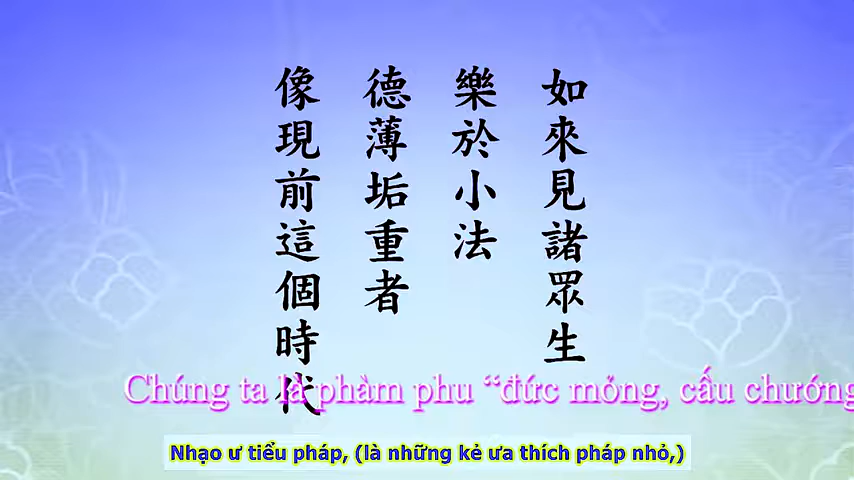 如來見諸眾生
樂於小法
德薄垢重者
像現前這個時代
Chúng ta là phàm phu “đức mỏng, cấu chướng
Nhạo ư tiểu pháp, (là những kẻ ưa thích pháp nhỏ,)